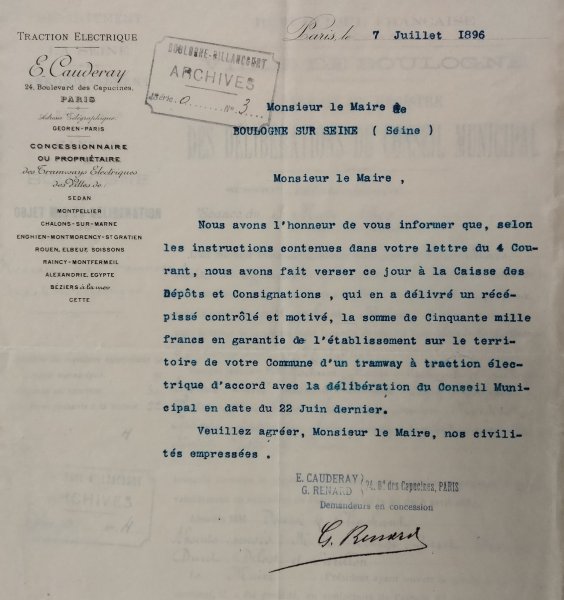 TRACTION ELECTRIQUE
E. Cauderay
24, Boulevard des Capucines,
PARIS
Adresse Télégraphique:
GEOREN-PARIS
CONCESSIONNAIRE
OU PROPRIÉTAIRE
des Tramways Electriques
des Villes de:
SEDAN
MONTPELLIER
CHALONS-SUR-MARNE
ENGHIEN-MONTMORENCY-ST GRATIEN
ROUEN, ELBEUF, SOISSONS
RAINCY-MONTFERMEIL
ALEXANDRIE, EGYPTE
BÉZIERS à la mer
CETTE
BOULOGNE-BILLANCOURT
ARCHIVES
Série O N° 3
Paris, le 7 Juillet 1896
Monsieur le Maire de
BOULOGNE SUR SEINE ( Seine )
Monsieur le Maire ,
Nous avons l'honneur de vous informer que, selon
les instructions contenues dans votre lettre du 4 Cou-
rant, nous avons fait verser ce jour à la Caisse des
Dépôts et Consignations , qui en a délivré un récé-
pissé contrôlé et motivé, la somme de Cinquante mille
francs en garantie de l'établissement sur le terri-
toire de votre Commune d'un tramway à traction élec-
trique d'accord avec la délibération du Conseil Muni-
cipal en date du 22 Juin dernier.
Veuillez agréer, Monsieur le Maire, nos civili-
tés empressées .
E. CAUDERAY
G. RENARD
24, Bd des Capucines, PARIS
Demandeurs en concession
G. Renard